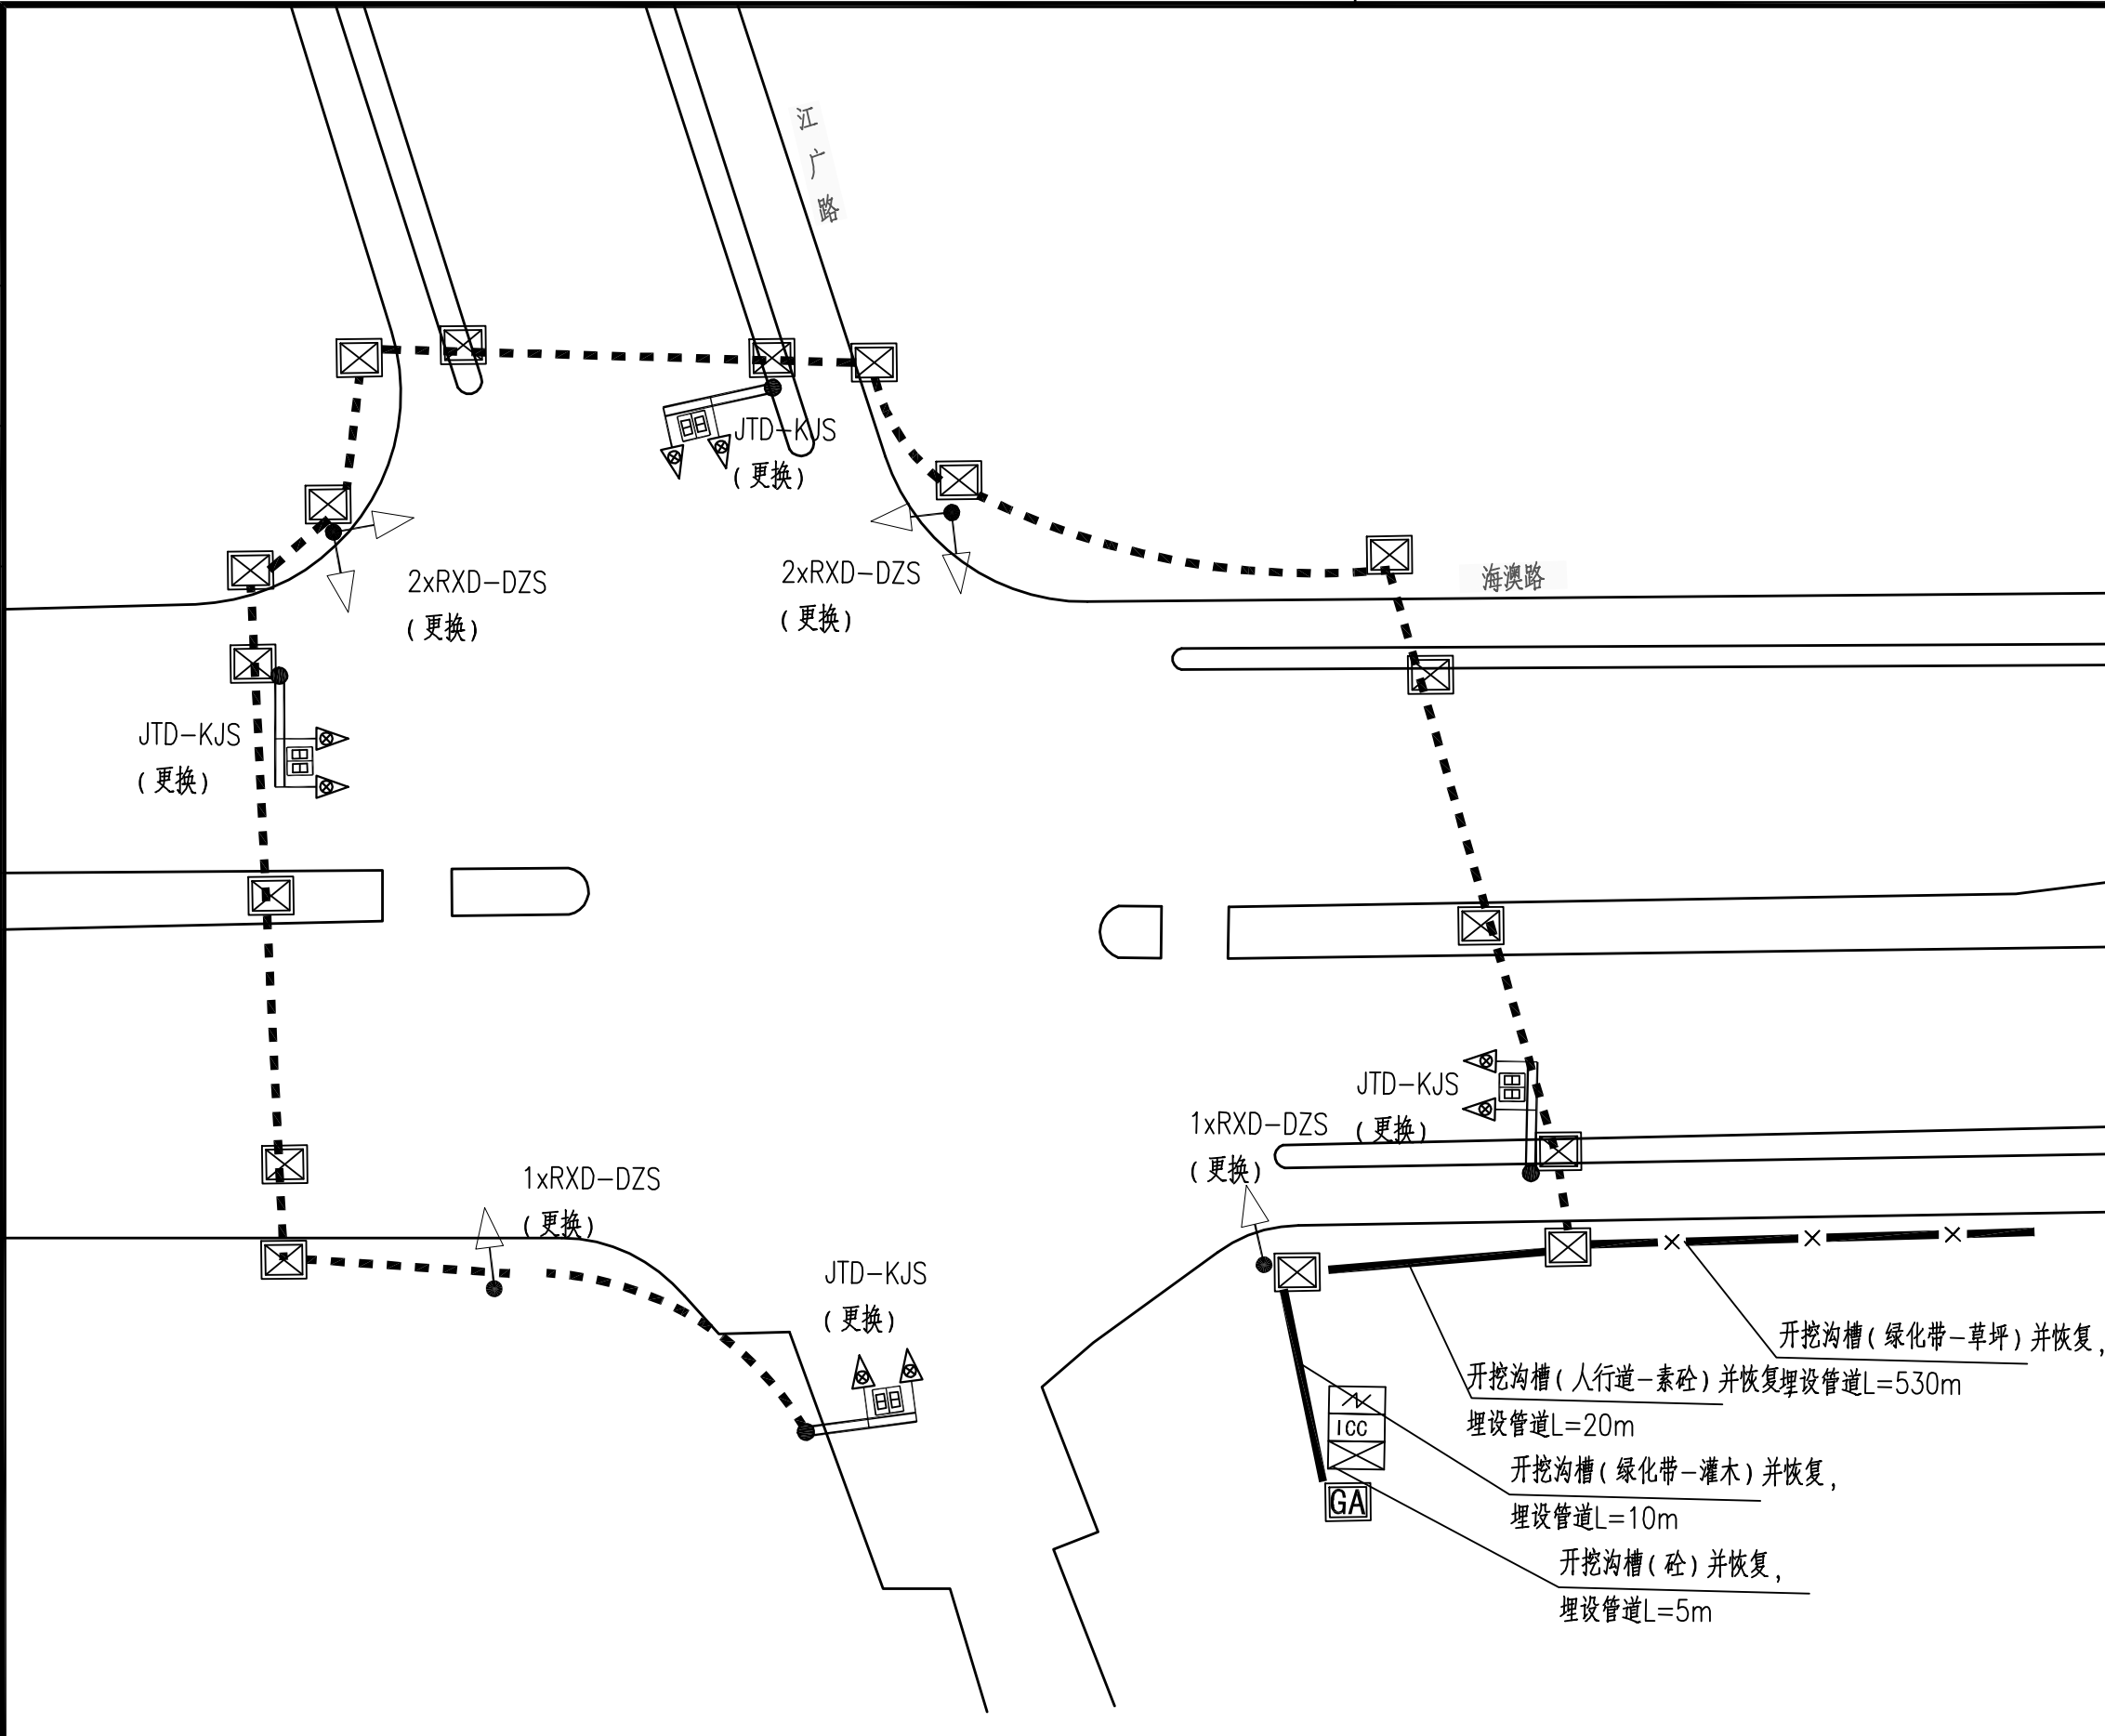 江广路
JTD-KJS
(更换)
2xRXD-DZS
(更换)
2xRXD-DZS
(更换)
海澳路
JTD-KJS
(更换)
JTD-KJS
(更换)
1xRXD-DZS
(更换)
1xRXD-DZS
(更换)
JTD-KJS
(更换)
开挖沟槽(绿化带-草坪)并恢复,
埋设管道L=530m
开挖沟槽(人行道-素砼)并恢复
埋设管道L=20m
ICC
开挖沟槽(绿化带-灌木)并恢复,
埋设管道L=10m
GA
开挖沟槽(砼)并恢复,
埋设管道L=5m